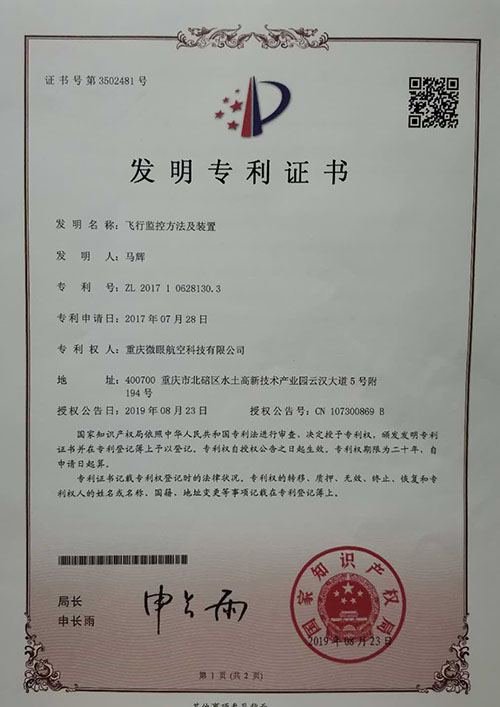 证书号第3502481号
发明专利证书
发明名称：飞行监控方法及装置
发明人：马辉
专利号：ZL 2017 1 0628130.3
专利申请日：2017年07月28日
专利权人：重庆微眼航空科技有限公司
地址：400700 重庆市北碚区水土高新技术产业园云汉大道5号附
194号
授权公告日：2019年08月23日 授权公告号：CN 107300869 B
国家知识产权局依照中华人民共和国专利法进行审查，决定授予专利权，颁发发明专利
证书并在专利登记簿上予以登记。专利权自授权公告之日起生效。专利权期限为二十年，自
申请日起算。
专利证书记载专利权登记时的法律状况。专利权的转移、质押、无效、终止、恢复和专
利权人的姓名或名称、国籍、地址变更等事项记载在专利登记簿上。
局长
申长雨
申长雨
国家知识产权局
2019年08月23日
第1页(共2页)
其他事项参见续页